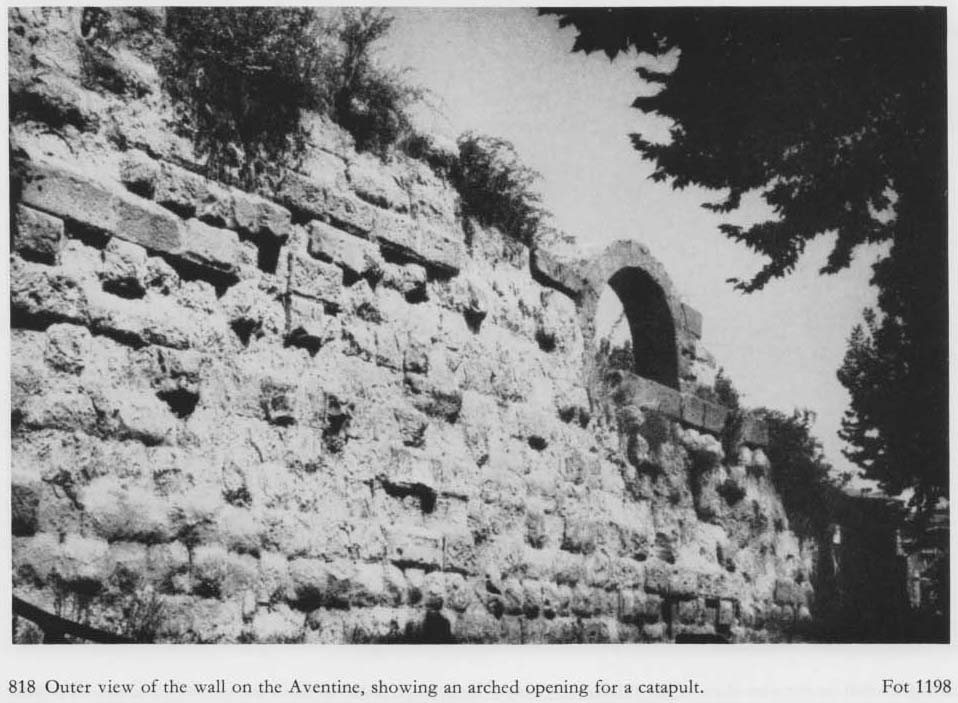 818 Outer view of the wall on the Aventine, showing an arched opening for a catapult. Fot 1198